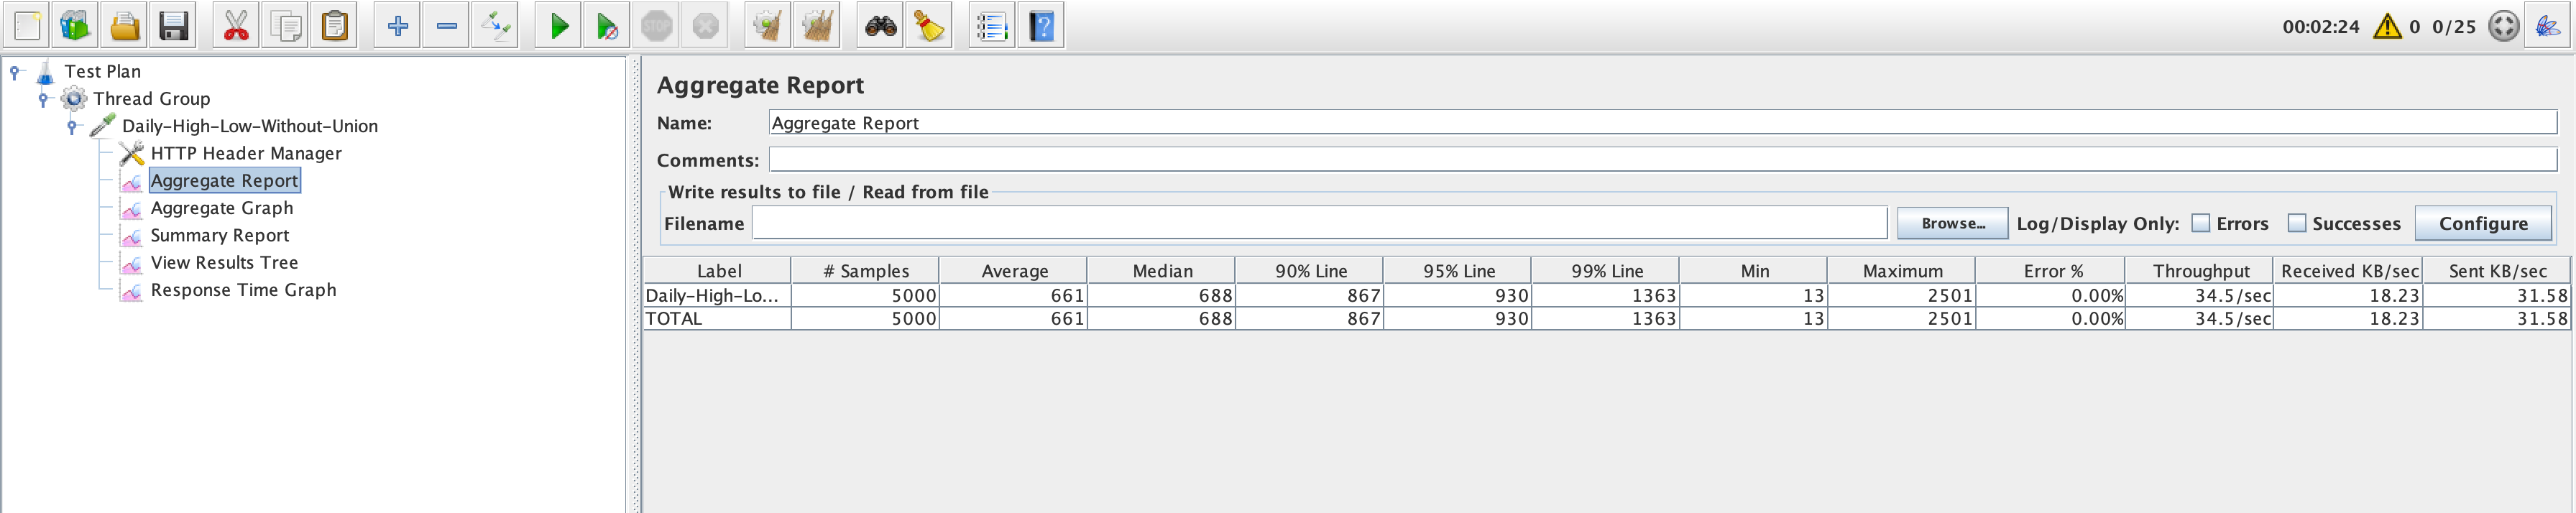 STOP
00:02:24 0 0/25
Test Plan
Thread Group
Daily-High-Low-Without-Union
HTTP Header Manager
Aggregate Report
Aggregate Graph
Summary Report
View Results Tree
Response Time Graph
Aggregate Report
Name: Aggregate Report
Comments:
Write results to file / Read from file
Filename Browse... Log/Display Only: Errors Successes Configure
Label # Samples Average Median 90% Line 95% Line 99% Line Min Maximum Error % Throughput Received KB/sec Sent KB/sec
Daily-High-Lo... 5000 661 688 867 930 1363 13 2501 0.00% 34.5/sec 18.23 31.58
TOTAL 5000 661 688 867 930 1363 13 2501 0.00% 34.5/sec 18.23 31.58